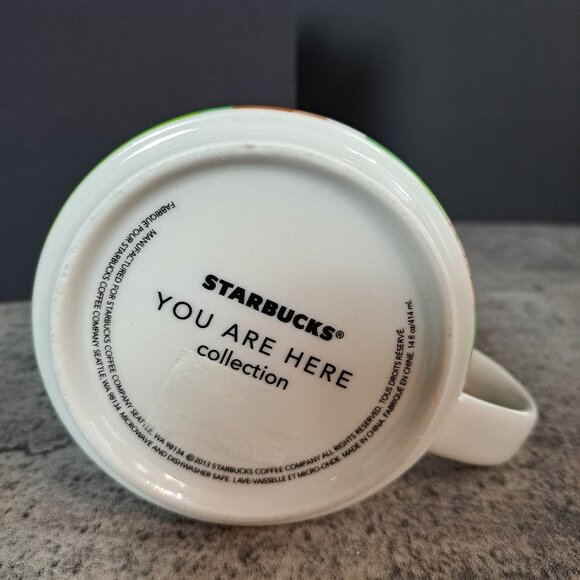 STARBUCKS®
YOU ARE HERE
collection
MANUFACTURED FOR STARBUCKS COFFEE COMPANY SEATTLE, WA 98134 ©2013 STARBUCKS COFFEE COMPANY ALL RIGHTS RESERVED. TOUS DROITS RÉSERVÉ.
FABRIQUÉ POUR STARBUCKS COFFEE COMPANY SEATTLE, WA 98134. MICROWAVE AND DISHWASHER SAFE. LAVE-VAISSELLE ET MICRO-ONDE. MADE IN CHINA. FABRIQUÉ EN CHINE. 14 fl oz/414 ml.